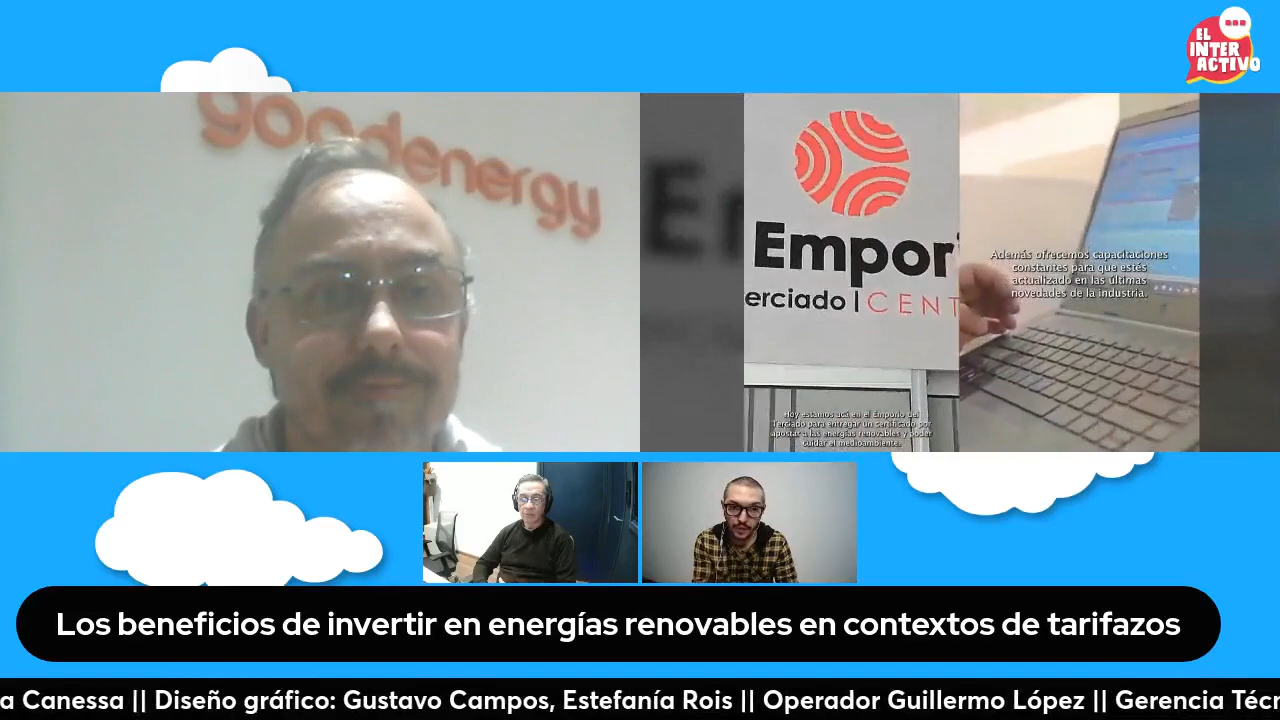 EL
INTER
ACTIVO
goodenergy
Empori
erciado | CENT
Además ofrecemos capacitaciones
constantes para que estés
actualizado en las últimas
novedades de la industria.
Hoy estamos acá en el Emporio del
Terciado para entregar un certificado por
apostar a las energías renovables y poder
cuidar el medioambiente.
Los beneficios de invertir en energías renovables en contextos de tarifazos
a Canessa || Diseño gráfico: Gustavo Campos, Estefanía Rois || Operador Guillermo López || Gerencia Técn